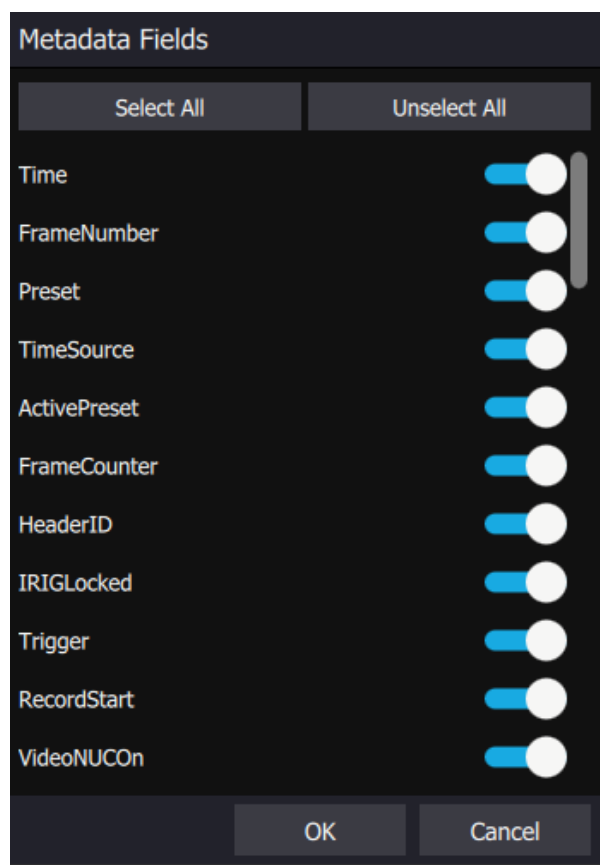 Metadata Fields
Select All Unselect All
Time
FrameNumber
Preset
TimeSource
ActivePreset
FrameCounter
HeaderID
IRIGLocked
Trigger
RecordStart
VideoNUCOn
OK Cancel